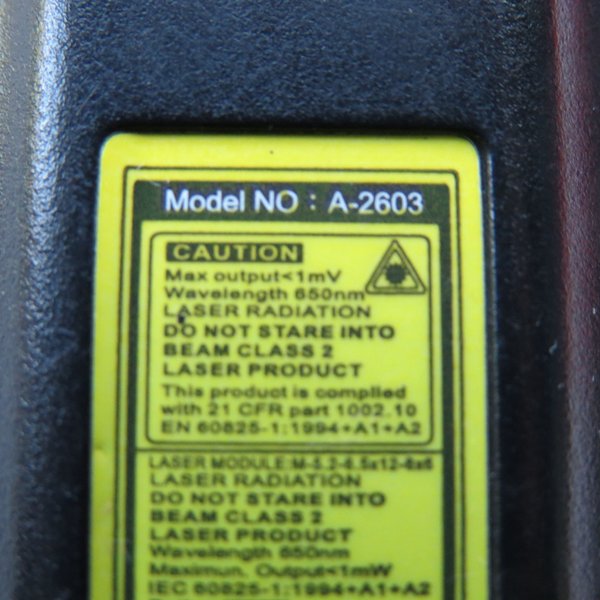 Model NO : A-2603
CAUTION
Max output<1mV
Wavelength 650nm
LASER RADIATION
DO NOT STARE INTO
BEAM CLASS 2
LASER PRODUCT
This product is complied
with 21 CFR part 1002.10
EN 60825-1:1994+A1+A2
LASER MODULE:M-5.2-6.5x12-6x6
LASER RADIATION
DO NOT STARE INTO
BEAM CLASS 2
LASER PRODUCT
Wavelength 650nm
Maximun. Output<1mW
IEC 60825-1:1994+A1+A2